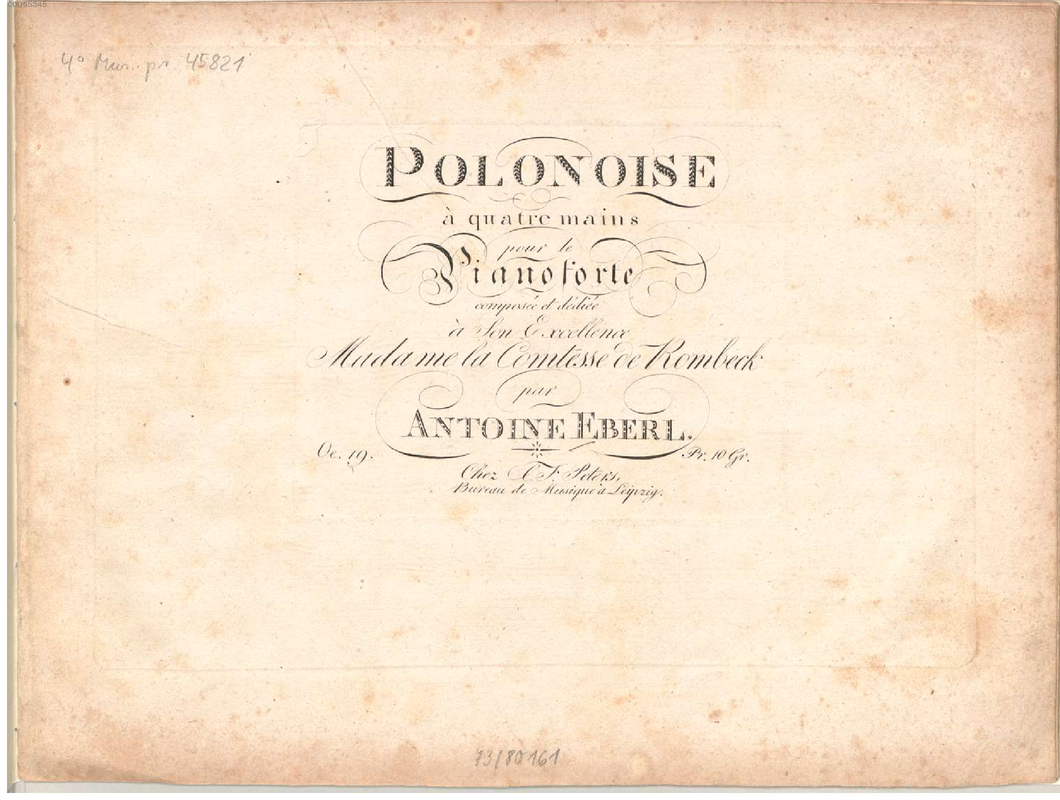 00065346
4° Mus. pr. 45821
POLONOISE
à quatre mains
pour le
Pianoforte
composée et dédiée
à Son Excellence
Madame la Comtesse de Rombeck
par
ANTOINE EBERL.
Oe. 19.
Pr. 10 Gr.
Chez C. F. Peters,
Bureau de Musique à Leipzig.
73/80161